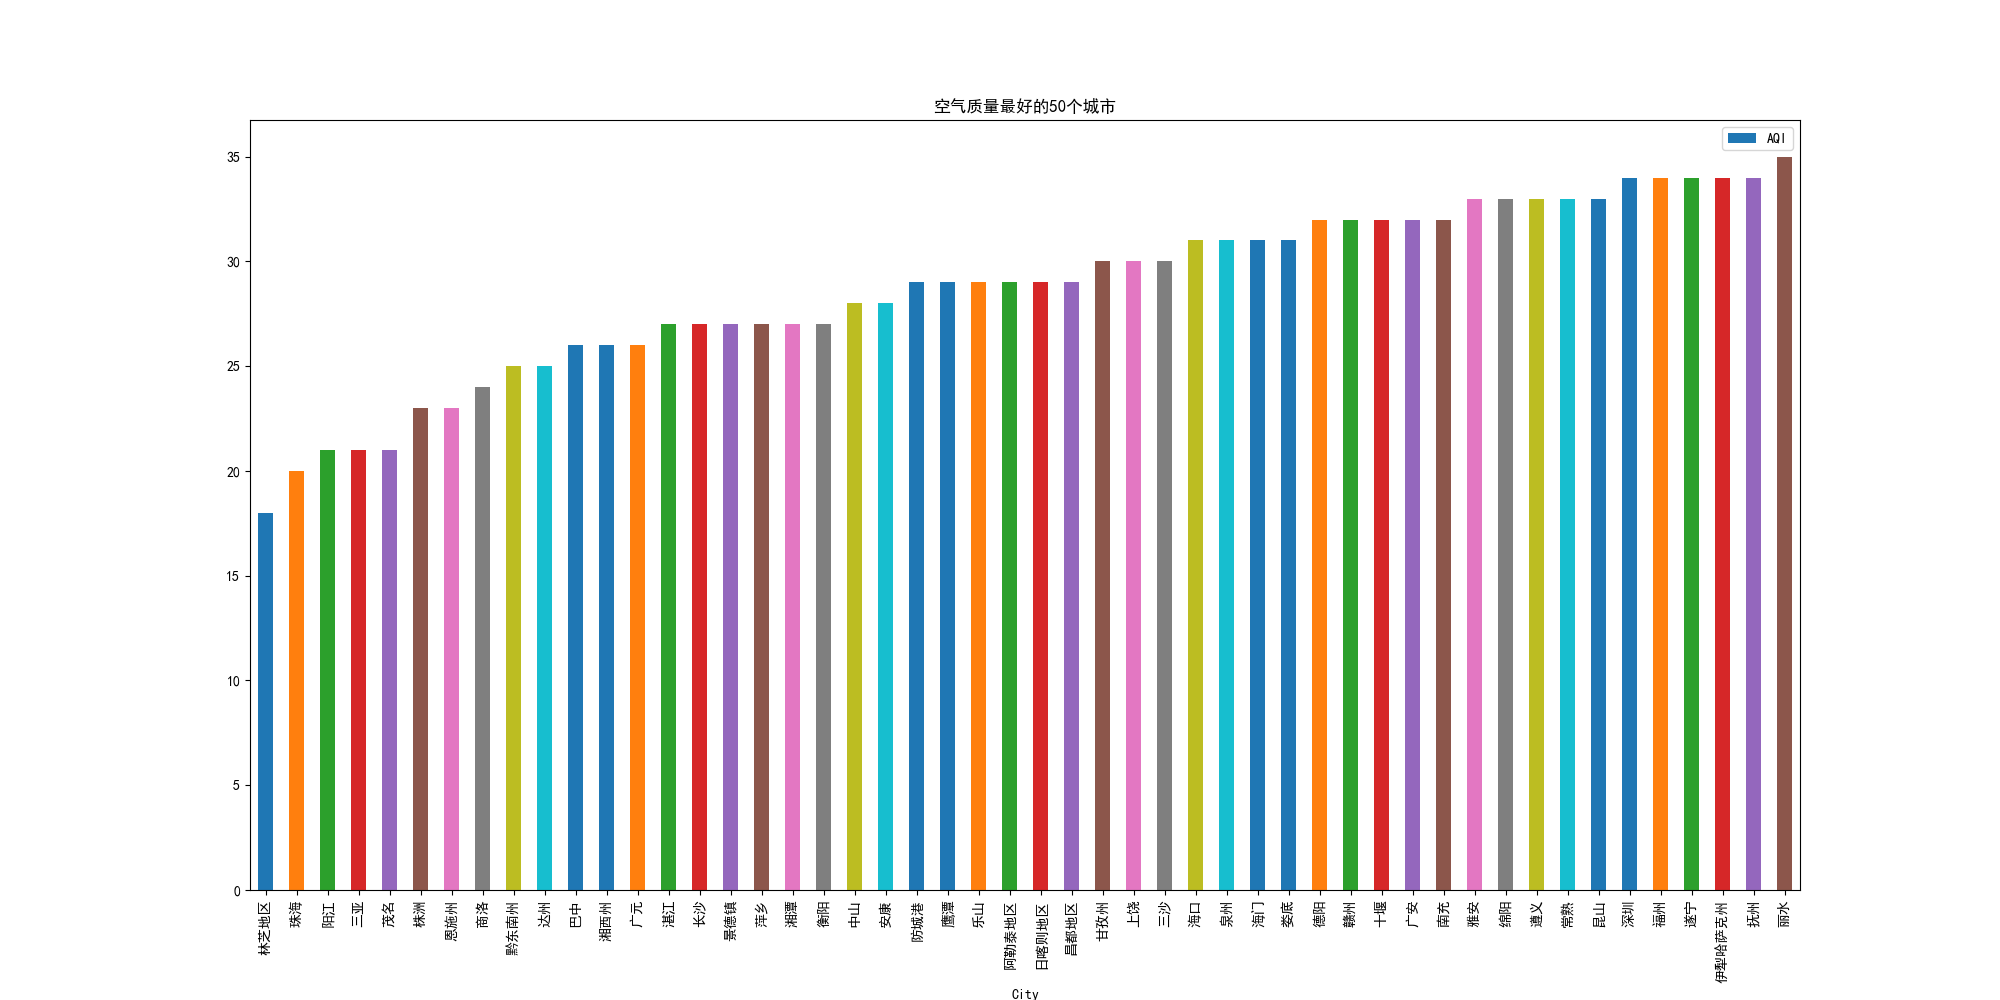 空气质量最好的50个城市
AQI
35
30
25
20
15
10
5
0
林芝地区
珠海
阳江
三亚
茂名
株洲
恩施州
商洛
黔东南州
达州
巴中
湘西州
广元
湛江
长沙
景德镇
萍乡
湘潭
衡阳
中山
安康
防城港
鹰潭
乐山
阿勒泰地区
日喀则地区
昌都地区
甘孜州
上饶
三沙
海口
泉州
海门
娄底
德阳
赣州
十堰
广安
南充
雅安
绵阳
遵义
常熟
昆山
深圳
福州
遂宁
伊犁哈萨克州
抚州
丽水
City